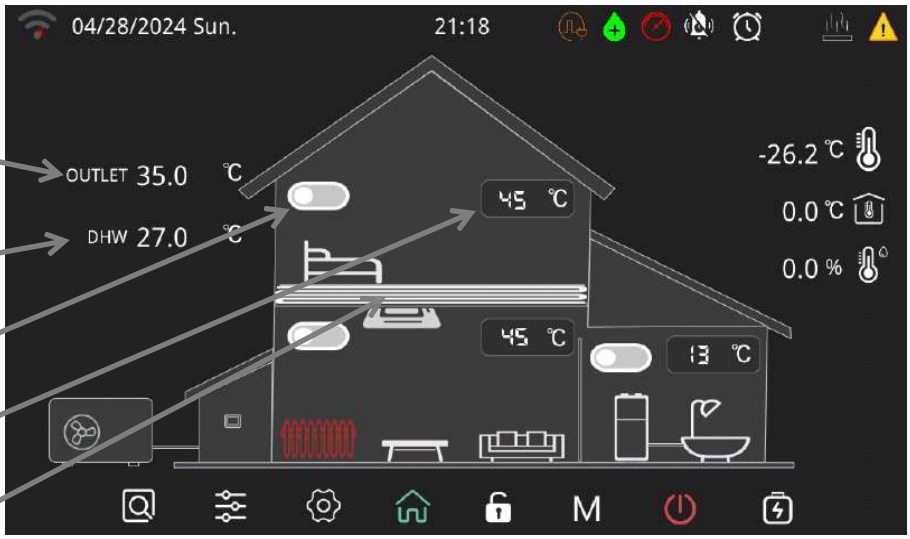 04/28/2024 Sun.
21:18
OUTLET 35.0 ℃
DHW 27.0 ℃
45 ℃
-26.2 ℃
0.0 ℃
0.0 %
45 ℃
13 ℃
M